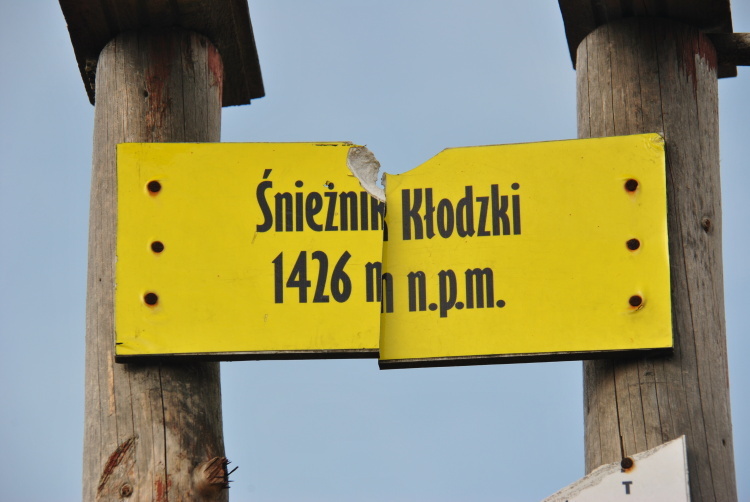 Śnieżnik Kłodzki
1426 m n.p.m.
T